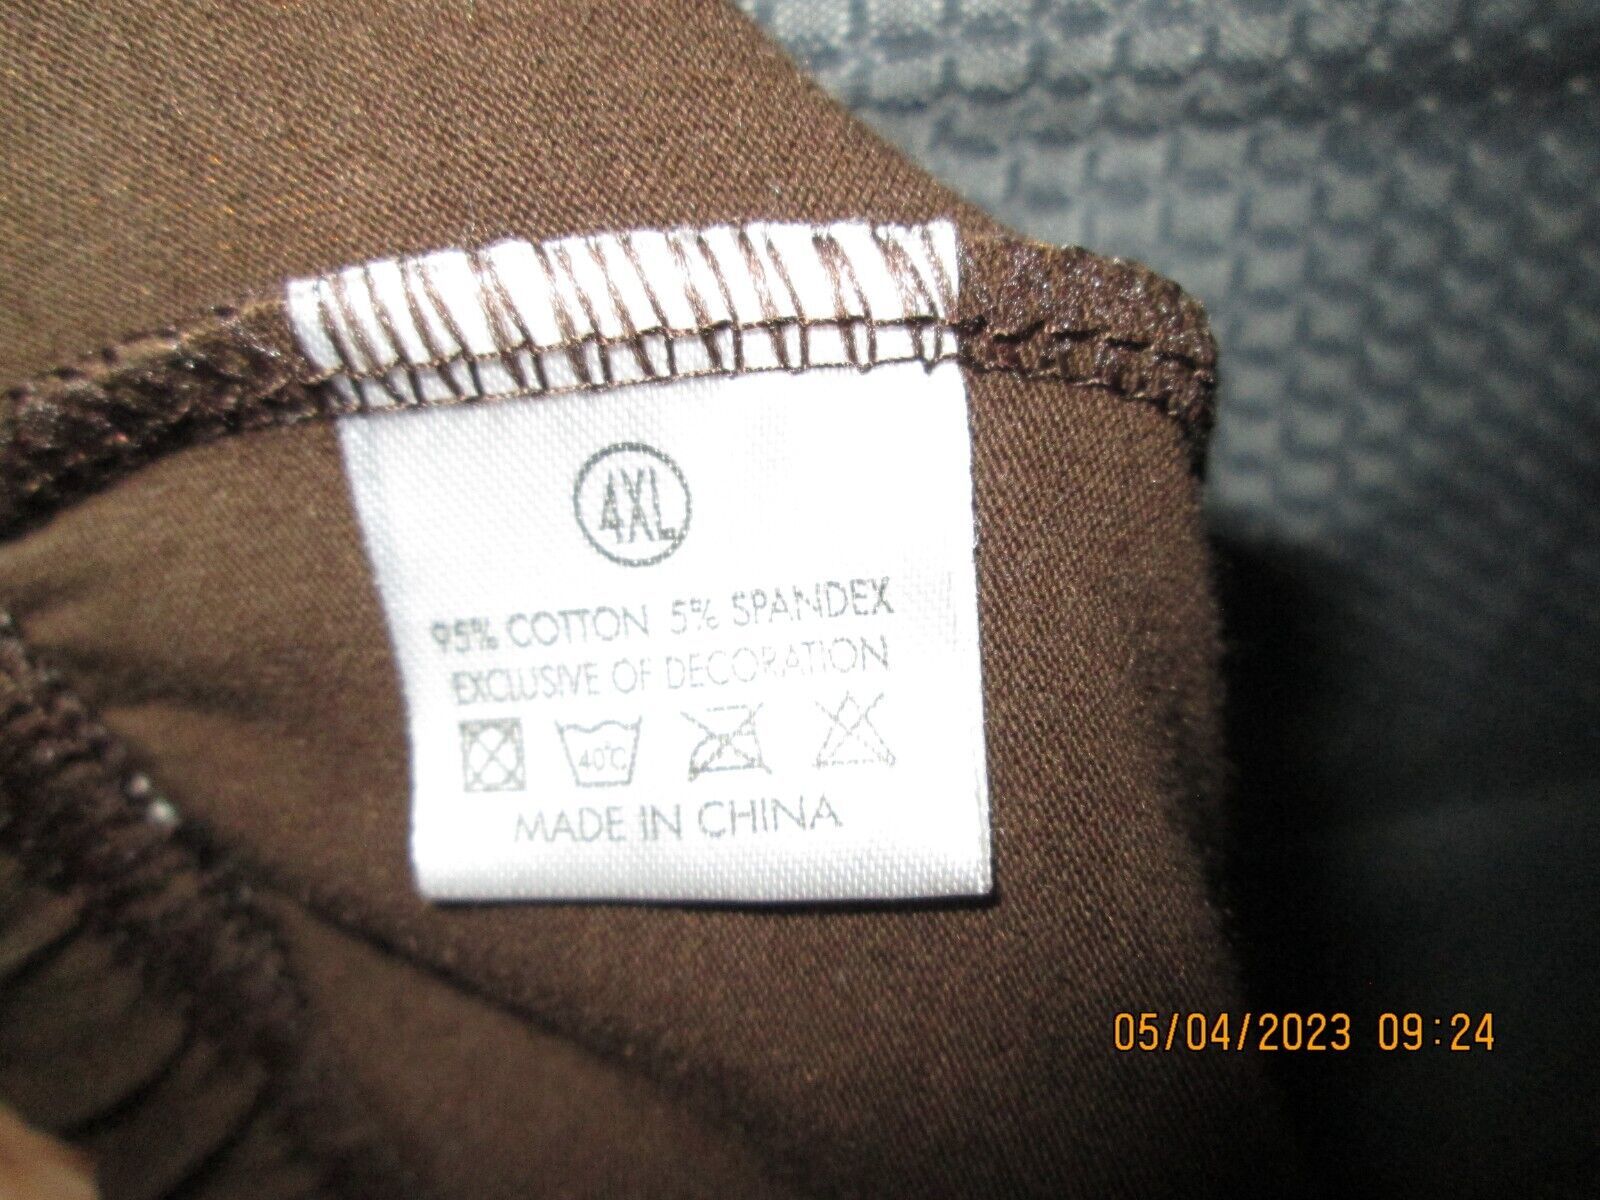 4XL
95% COTTON 5% SPANDEX
EXCLUSIVE OF DECORATION
40°C
MADE IN CHINA
05/04/2023 09:24